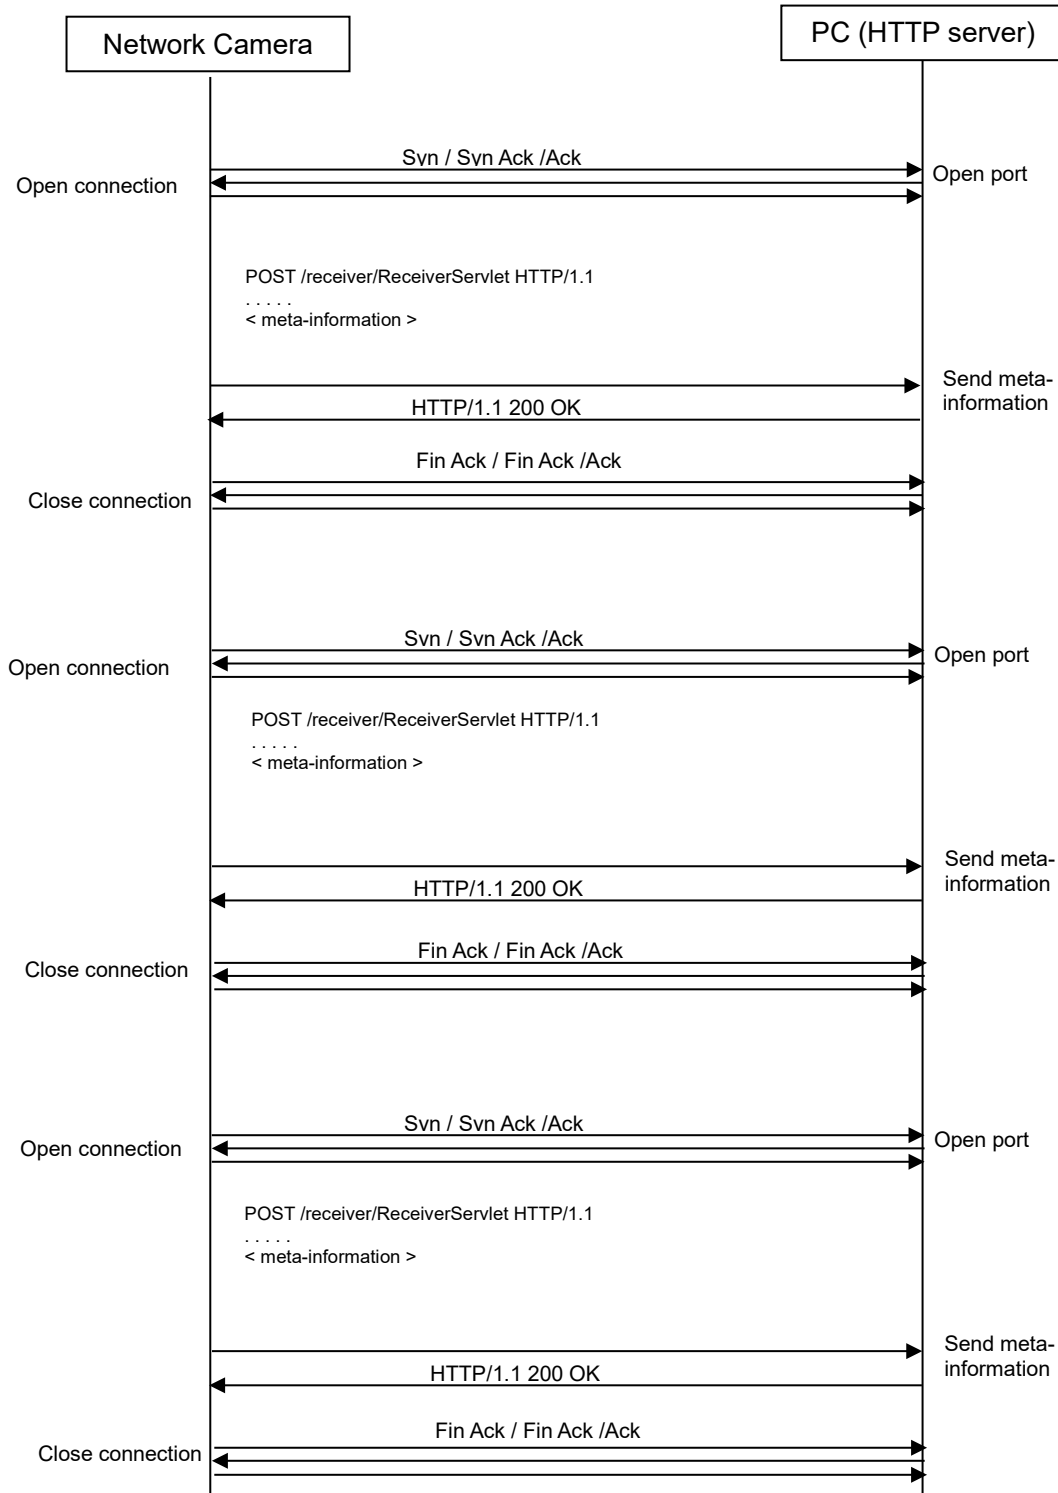 Network Camera
PC (HTTP server)
Syn / Syn Ack /Ack
Open connection
Open port
POST /receiver/ReceiverServlet HTTP/1.1
. . . . .
< meta-information >
Send meta-
information
HTTP/1.1 200 OK
Fin Ack / Fin Ack /Ack
Close connection
Syn / Syn Ack /Ack
Open connection
Open port
POST /receiver/ReceiverServlet HTTP/1.1
. . . . .
< meta-information >
Send meta-
information
HTTP/1.1 200 OK
Fin Ack / Fin Ack /Ack
Close connection
Syn / Syn Ack /Ack
Open connection
Open port
POST /receiver/ReceiverServlet HTTP/1.1
. . . . .
< meta-information >
Send meta-
information
HTTP/1.1 200 OK
Fin Ack / Fin Ack /Ack
Close connection